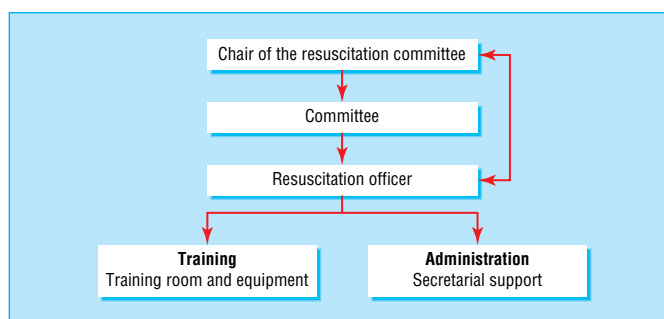 Chair of the resuscitation committee
Committee
Resuscitation officer
Training
Training room and equipment
Administration
Secretarial support